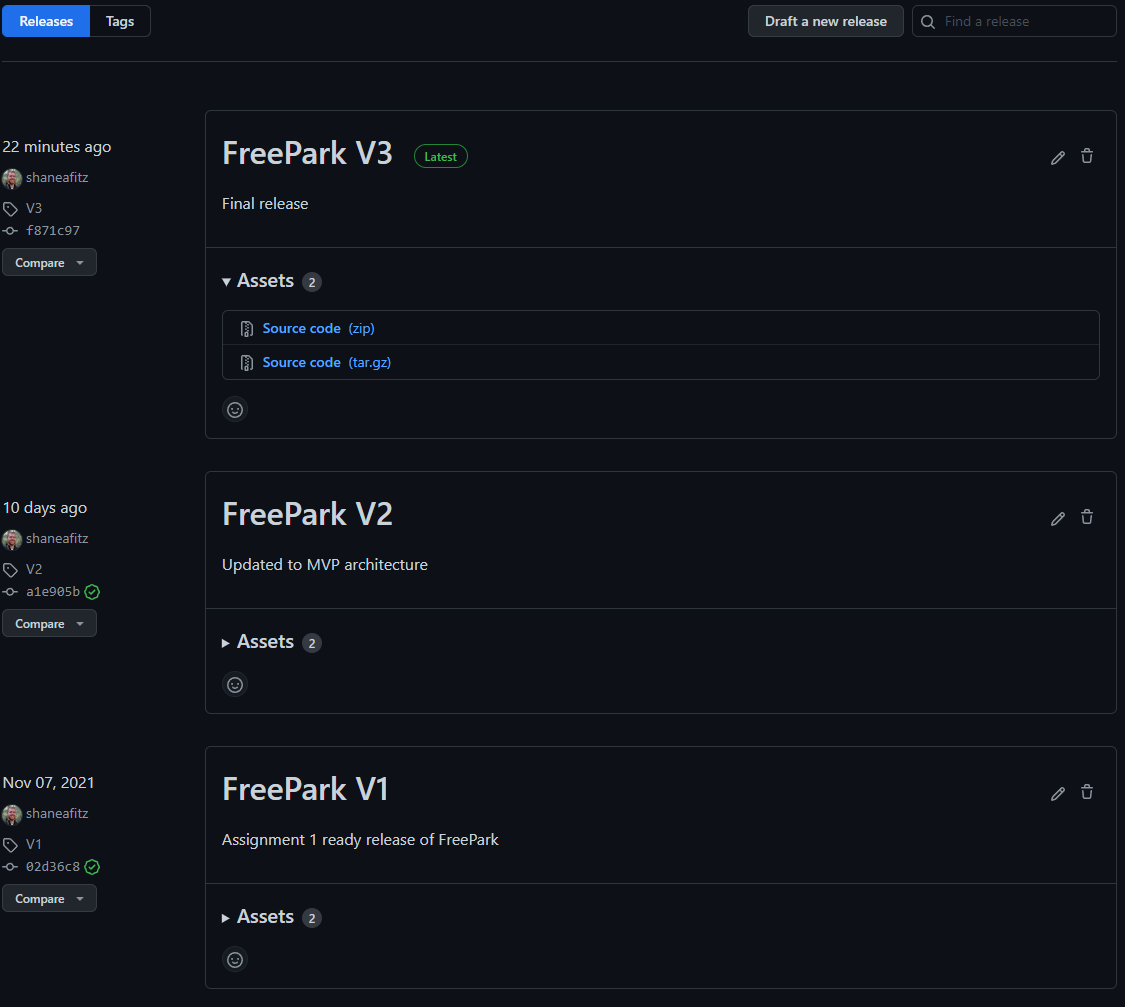 Releases Tags Draft a new release Find a release
22 minutes ago
shaneafitz
V3
f871c97
Compare
FreePark V3 Latest
Final release
Assets 2
Source code (zip)
Source code (tar.gz)
10 days ago
shaneafitz
V2
a1e905b
Compare
FreePark V2
Updated to MVP architecture
Assets 2
Nov 07, 2021
shaneafitz
V1
02d36c8
Compare
FreePark V1
Assignment 1 ready release of FreePark
Assets 2